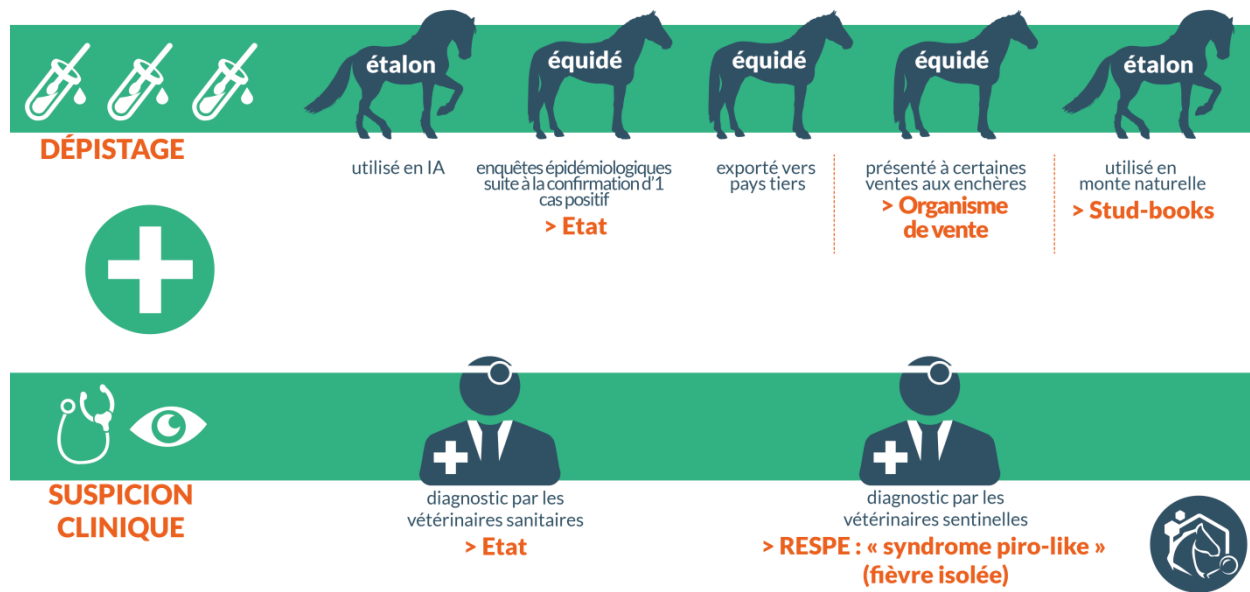 étalon
équidé
équidé
équidé
étalon
DÉPISTAGE
utilisé en IA
enquêtes épidémiologiques
suite à la confirmation d'1
cas positif
> Etat
exporté vers
pays tiers
présenté à certaines
ventes aux enchères
> Organisme
de vente
utilisé en
monte naturelle
> Stud-books
SUSPICION
CLINIQUE
diagnostic par les
vétérinaires sanitaires
> Etat
diagnostic par les
vétérinaires sentinelles
> RESPE : « syndrome piro-like »
(fièvre isolée)